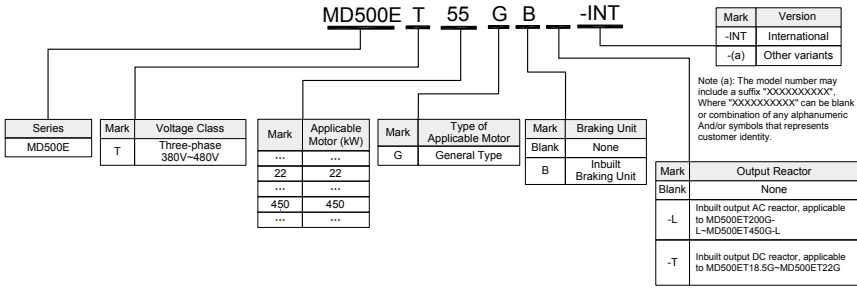 MD500E T 55 G B -INT
Mark Version
-INT International
-(a) Other variants
Note (a): The model number may
include a suffix "XXXXXXXXXX",
Where "XXXXXXXXXX" can be blank
or combination of any alphanumeric
And/or symbols that represents
customer identity.
Series
MD500E
Mark Voltage Class
T Three-phase
380V~480V
Mark Applicable
Motor (kW)
... ...
22 22
... ...
450 450
... ...
Mark Type of
Applicable Motor
G General Type
Mark Braking Unit
Blank None
B Inbuilt
Braking Unit
Mark Output Reactor
Blank None
-L Inbuilt output AC reactor, applicable
to MD500ET200G-
L~MD500ET450G-L
-T Inbuilt output DC reactor, applicable
to MD500ET18.5G~MD500ET22G